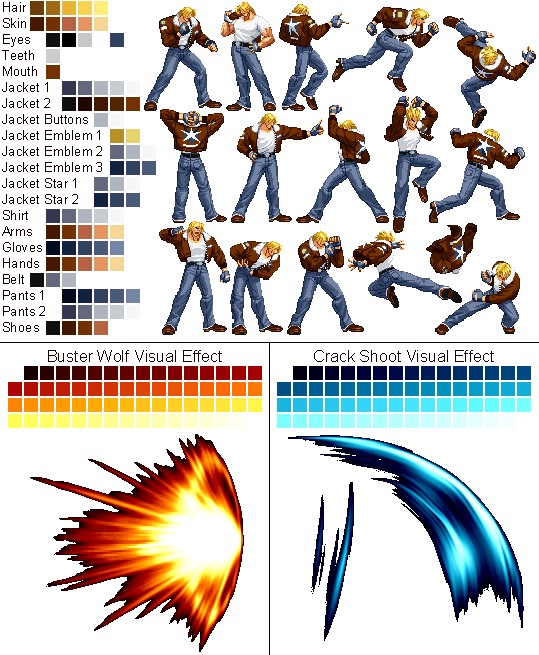 Hair
Skin
Eyes
Teeth
Mouth
Jacket 1
Jacket 2
Jacket Buttons
Jacket Emblem 1
Jacket Emblem 2
Jacket Emblem 3
Jacket Star 1
Jacket Star 2
Shirt
Arms
Gloves
Hands
Belt
Pants 1
Pants 2
Shoes
Buster Wolf Visual Effect
Crack Shoot Visual Effect